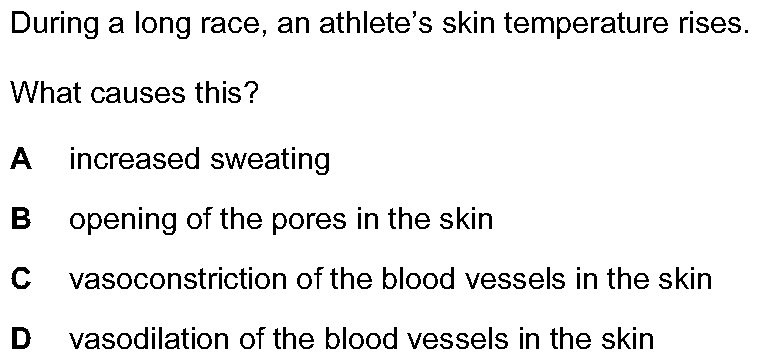 During a long race, an athlete’s skin temperature rises.
What causes this?
A increased sweating
B opening of the pores in the skin
C vasoconstriction of the blood vessels in the skin
D vasodilation of the blood vessels in the skin